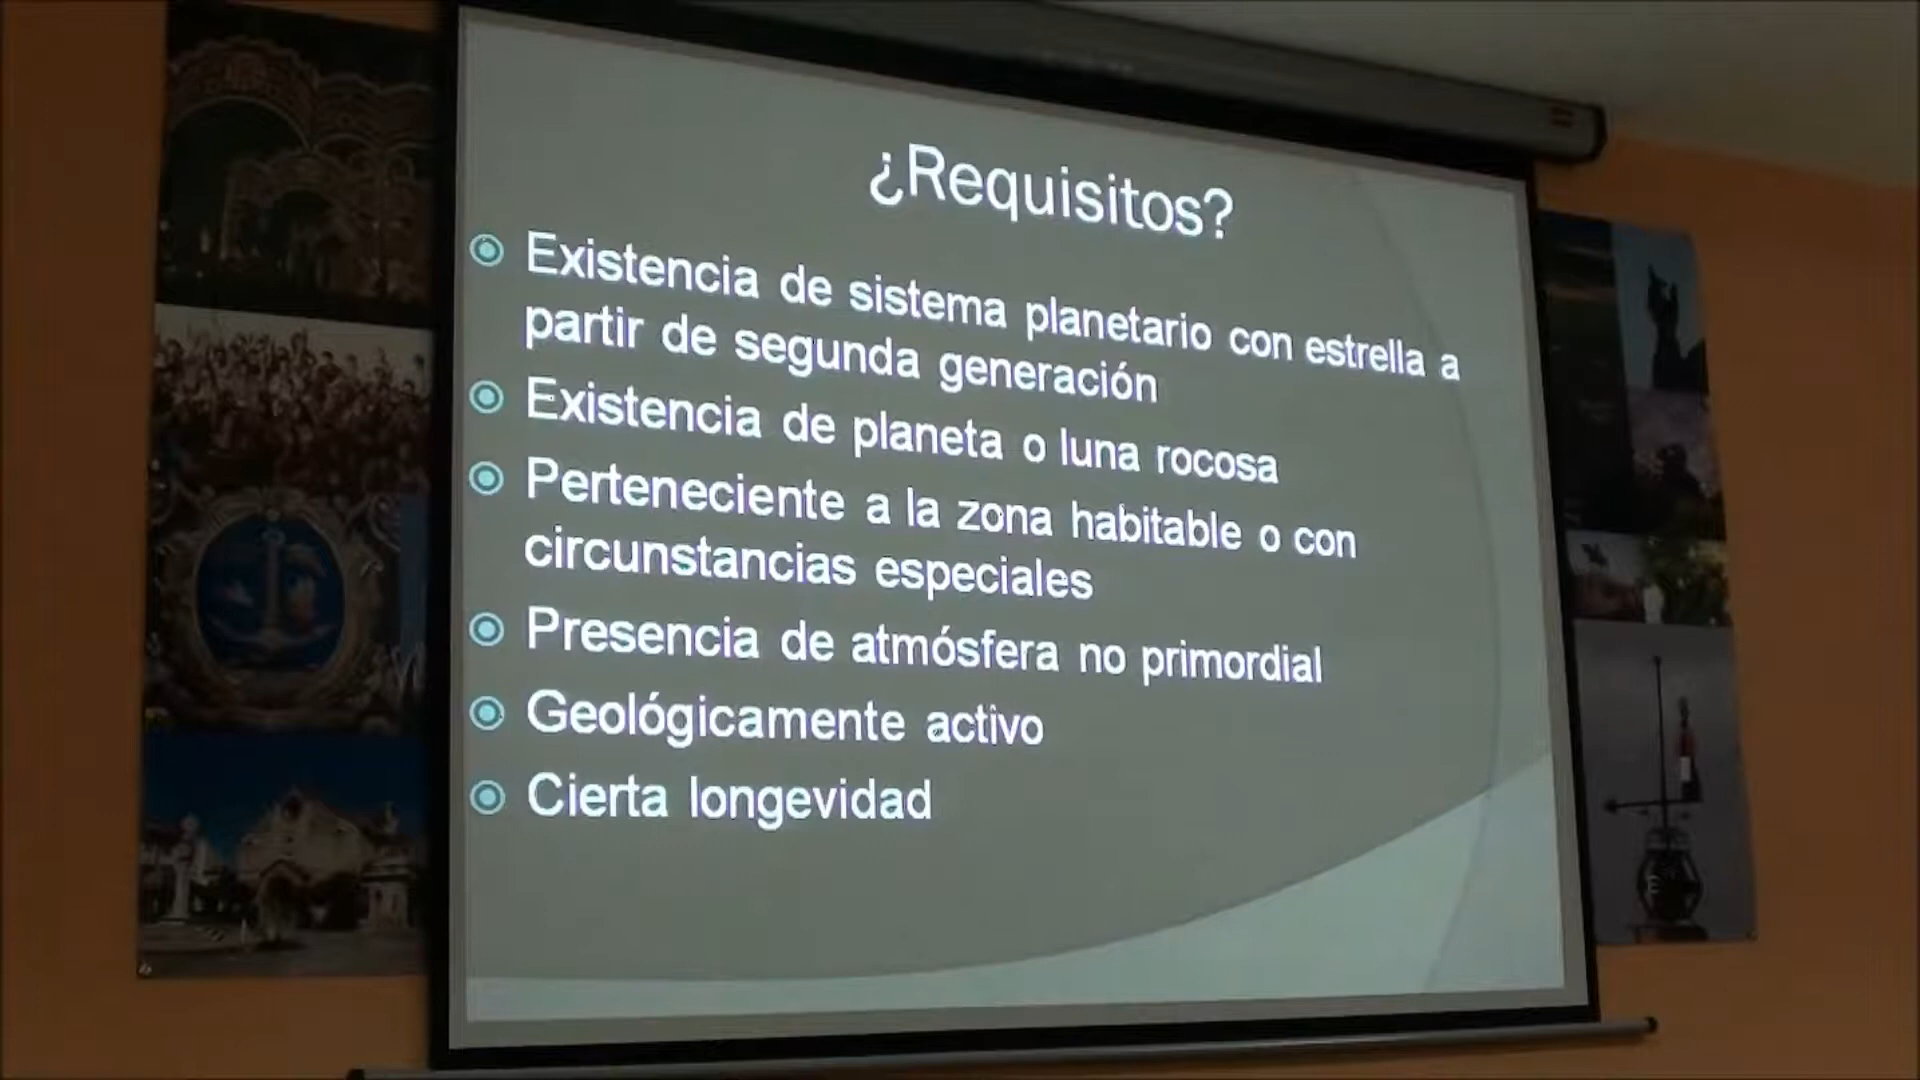 ¿Requisitos?
Existencia de sistema planetario con estrella a
partir de segunda generación
Existencia de planeta o luna rocosa
Perteneciente a la zona habitable o con
circunstancias especiales
Presencia de atmósfera no primordial
Geológicamente activo
Cierta longevidad